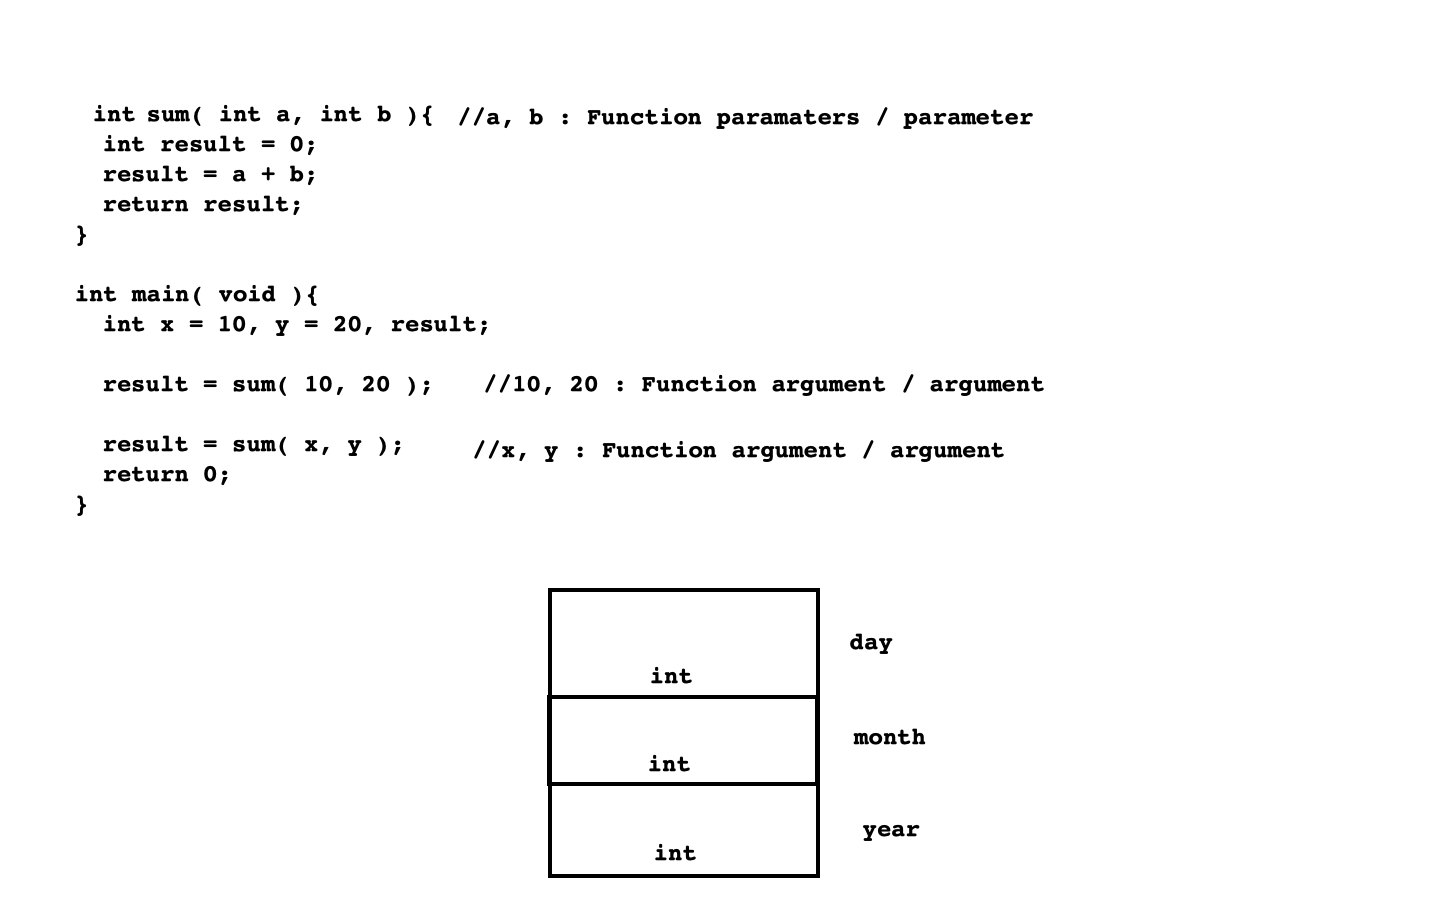 int sum( int a, int b ){ //a, b : Function paramaters / parameter
int result = 0;
result = a + b;
return result;
}
int main( void ){
int x = 10, y = 20, result;
result = sum( 10, 20 ); //10, 20 : Function argument / argument
result = sum( x, y ); //x, y : Function argument / argument
return 0;
}
day
int
month
int
year
int